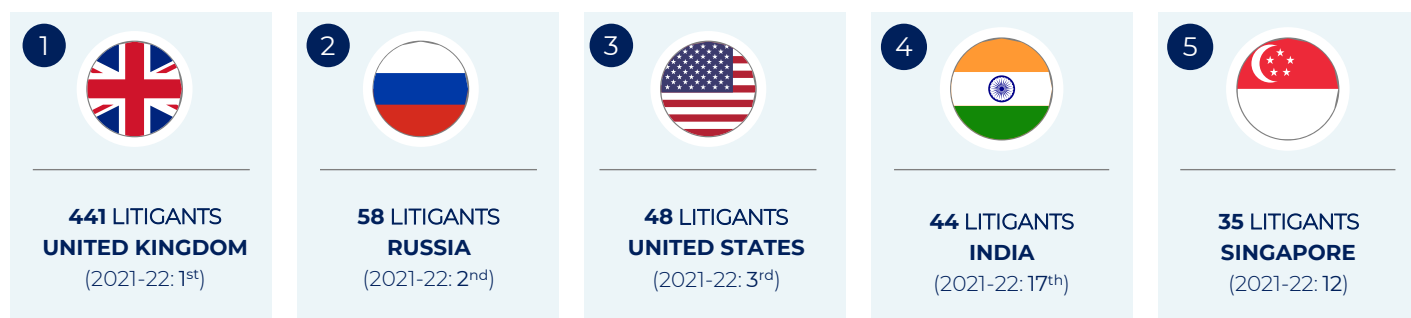 1
441 LITIGANTS
UNITED KINGDOM
(2021-22: 1st)
2
58 LITIGANTS
RUSSIA
(2021-22: 2nd)
3
48 LITIGANTS
UNITED STATES
(2021-22: 3rd)
4
44 LITIGANTS
INDIA
(2021-22: 17th)
5
35 LITIGANTS
SINGAPORE
(2021-22: 12)